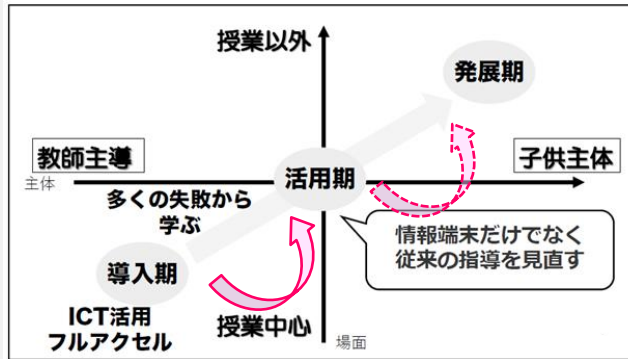 授業以外
発展期
教師主導
子供主体
主体
活用期
多くの失敗から
学ぶ
情報端末だけでなく
従来の指導を見直す
導入期
ICT活用
フルアクセル
授業中心
場面